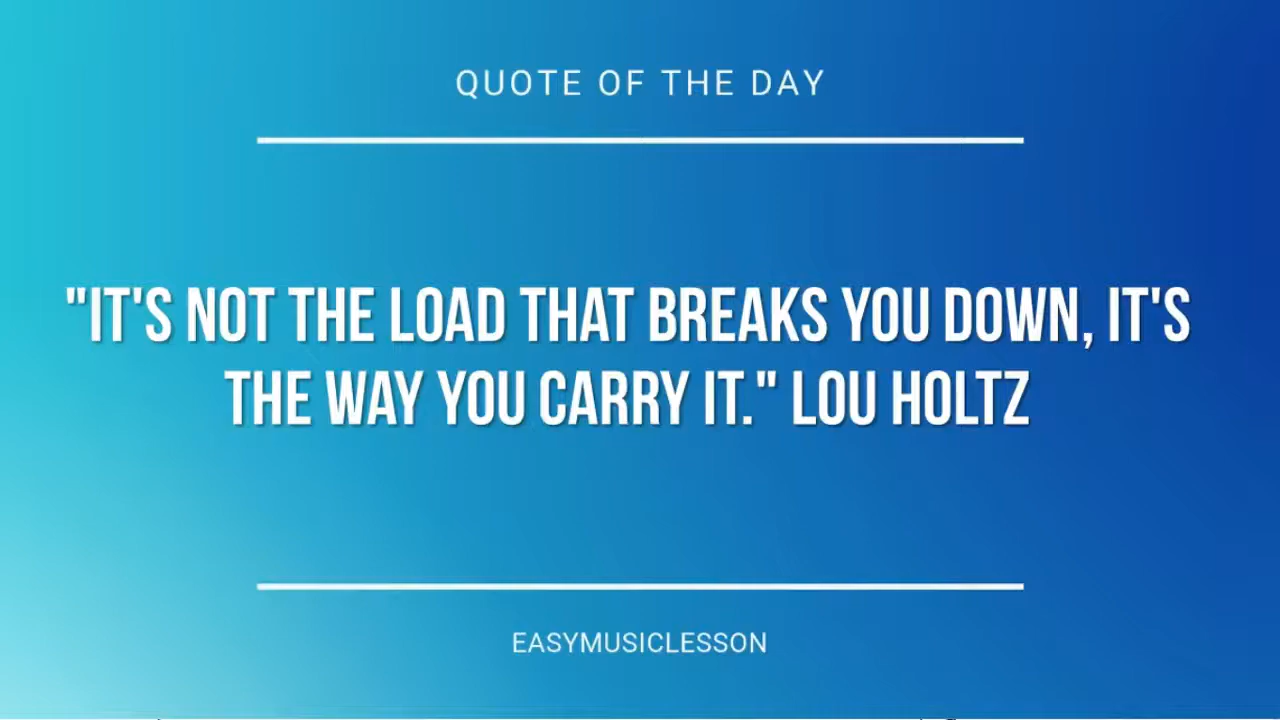 QUOTE OF THE DAY
"IT'S NOT THE LOAD THAT BREAKS YOU DOWN, IT'S
THE WAY YOU CARRY IT." LOU HOLTZ
EASYMUSICLESSON